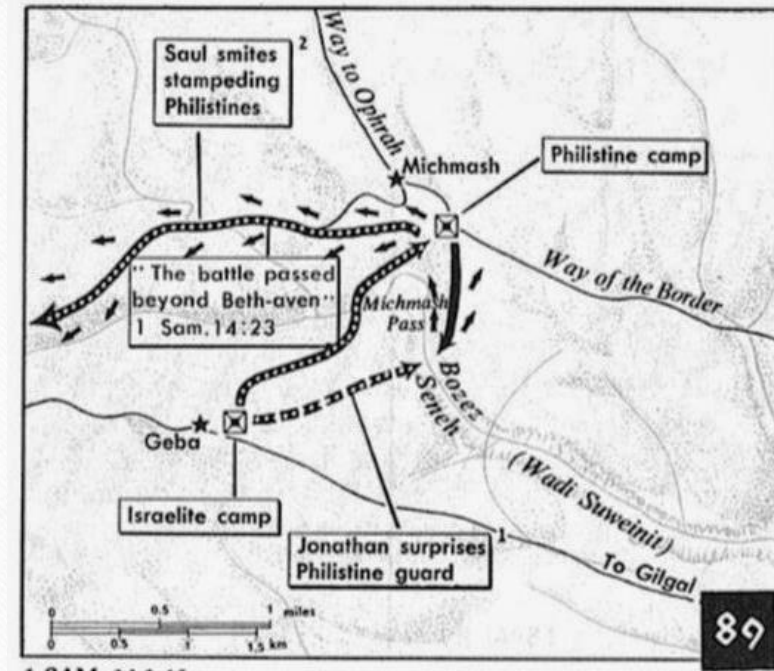 Saul smites
stampeding
Philistines
2
Way to Ophrah
Michmash
Philistine camp
"The battle passed
beyond Beth-aven"
1 Sam. 14:23
Michmash
Pass
Way of the Border
Bozez
Seneh
Geba
(Wadi Suweinit)
Israelite camp
Jonathan surprises
Philistine guard
1
To Gilgal
0 0.5 1 miles
0 0.5 1.5 km
89